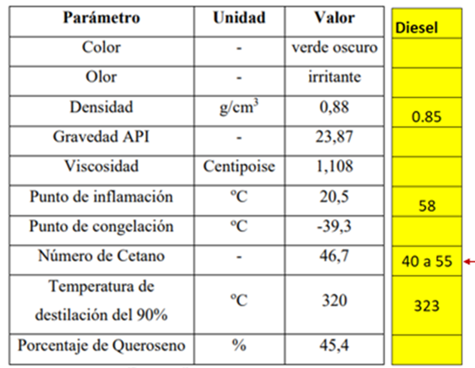 Parámetro Unidad Valor Diesel
Color - verde oscuro
Olor - irritante
Densidad g/cm³ 0,88 0.85
Gravedad API - 23,87
Viscosidad Centipoise 1,108
Punto de inflamación ºC 20,5 58
Punto de congelación ºC -39,3
Número de Cetano - 46,7 40 a 55
Temperatura de
destilación del 90% ºC 320 323
Porcentaje de Queroseno % 45,4